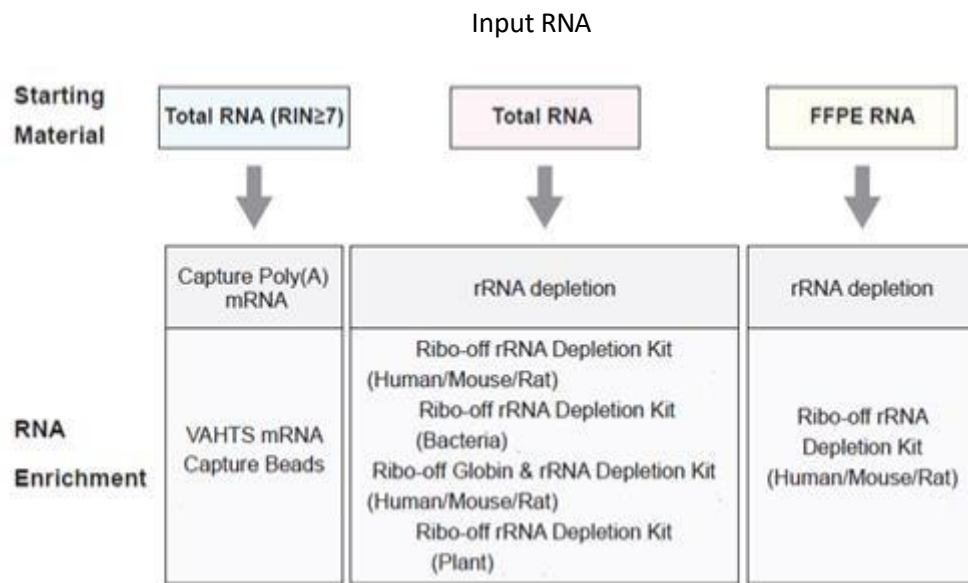 Input RNA
Starting
Material
Total RNA (RIN≥7)
Total RNA
FFPE RNA
Capture Poly(A)
mRNA
rRNA depletion
rRNA depletion
RNA
Enrichment
VAHTS mRNA
Capture Beads
Ribo-off rRNA Depletion Kit
(Human/Mouse/Rat)
Ribo-off rRNA Depletion Kit
(Bacteria)
Ribo-off Globin & rRNA Depletion Kit
(Human/Mouse/Rat)
Ribo-off rRNA Depletion Kit
(Plant)
Ribo-off rRNA
Depletion Kit
(Human/Mouse/Rat)